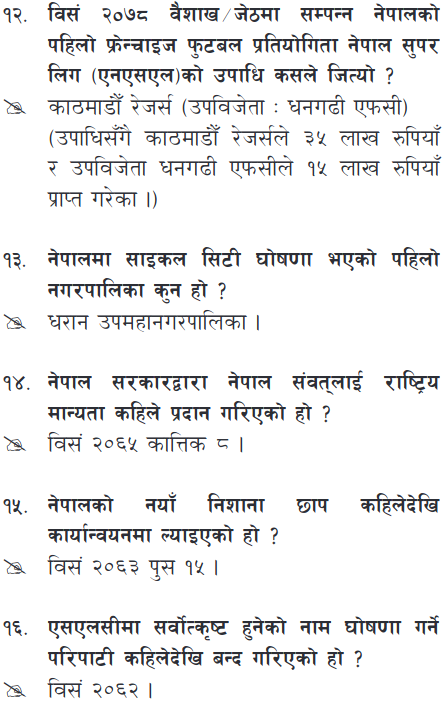 १२. विसं २०७८ वैशाख/जेठमा सम्पन्न नेपालको
पहिलो फ्रेन्चाइज फुटबल प्रतियोगिता नेपाल सुपर
लिग (एनएसएल)को उपाधि कसले जित्यो ?
काठमाडौँ रेजर्स (उपविजेता : धनगढी एफसी)
(उपाधिसँगै काठमाडौँ रेजर्सले ३५ लाख रुपियाँ
र उपविजेता धनगढी एफसीले १५ लाख रुपियाँ
प्राप्त गरेका ।)
१३. नेपालमा साइकल सिटी घोषणा भएको पहिलो
नगरपालिका कुन हो ?
धरान उपमहानगरपालिका ।
१४. नेपाल सरकारद्वारा नेपाल संवत्‌लाई राष्ट्रिय
मान्यता कहिले प्रदान गरिएको हो ?
विसं २०६५ कात्तिक ८ ।
१५. नेपालको नयाँ निशाना छाप कहिलेदेखि
कार्यान्वयनमा ल्याइएको हो ?
विसं २०६३ पुस १५ ।
१६. एसएलसीमा सर्वोत्कृष्ट हुनेको नाम घोषणा गर्ने
परिपाटी कहिलेदेखि बन्द गरिएको हो ?
विसं २०६२ ।